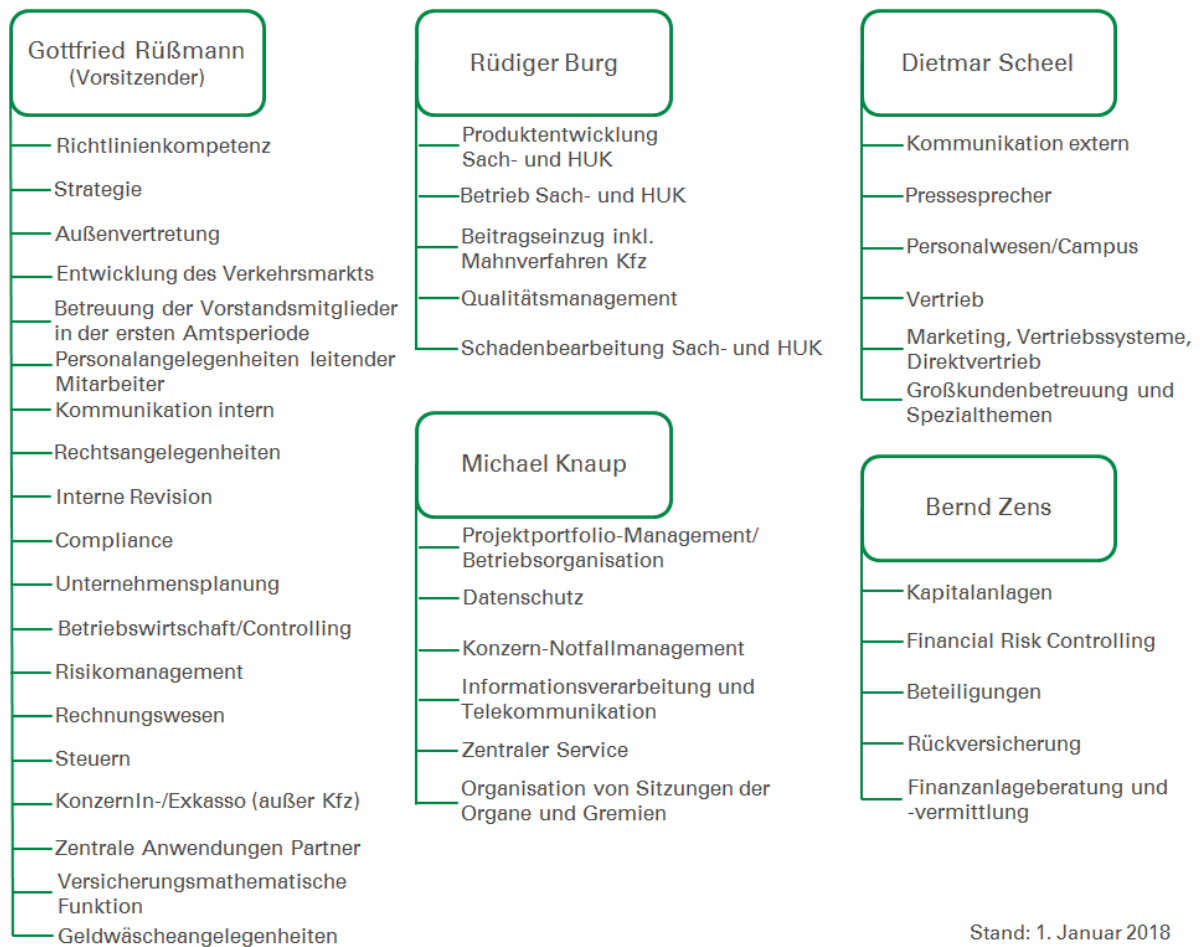 Gottfried Rüßmann
(Vorsitzender)
Richtlinienkompetenz
Strategie
Außenvertretung
Entwicklung des Verkehrsmarkts
Betreuung der Vorstandsmitglieder
in der ersten Amtsperiode
Personalangelegenheiten leitender
Mitarbeiter
Kommunikation intern
Rechtsangelegenheiten
Interne Revision
Compliance
Unternehmensplanung
Betriebswirtschaft/Controlling
Risikomanagement
Rechnungswesen
Steuern
KonzernIn-/Exkasso (außer Kfz)
Zentrale Anwendungen Partner
Versicherungsmathematische
Funktion
Geldwäscheangelegenheiten
Rüdiger Burg
Produktentwicklung
Sach- und HUK
Betrieb Sach- und HUK
Beitragseinzug inkl.
Mahnverfahren Kfz
Qualitätsmanagement
Schadenbearbeitung Sach- und HUK
Michael Knaup
Projektportfolio-Management/
Betriebsorganisation
Datenschutz
Konzern-Notfallmanagement
Informationsverarbeitung und
Telekommunikation
Zentraler Service
Organisation von Sitzungen der
Organe und Gremien
Dietmar Scheel
Kommunikation extern
Pressesprecher
Personalwesen/Campus
Vertrieb
Marketing, Vertriebssysteme,
Direktvertrieb
Großkundenbetreuung und
Spezialthemen
Bernd Zens
Kapitalanlagen
Financial Risk Controlling
Beteiligungen
Rückversicherung
Finanzanlageberatung und
-vermittlung
Stand: 1. Januar 2018